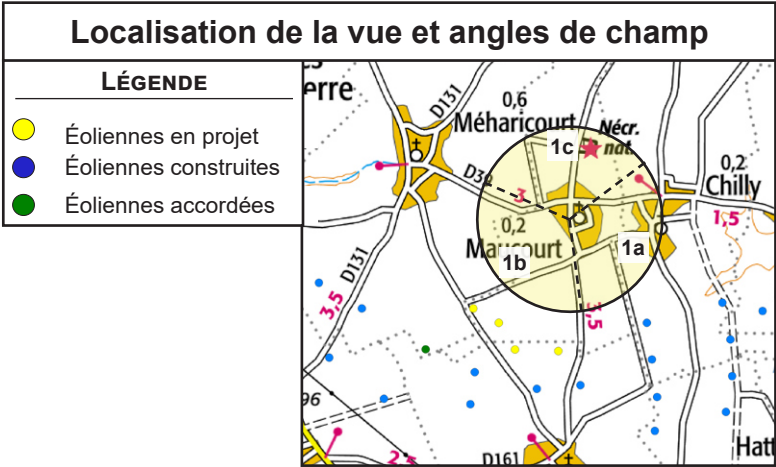 Localisation de la vue et angles de champ
LÉGENDE
Éoliennes en projet
Éoliennes construites
Éoliennes accordées
erre
D131
0,6
Méharicourt
Nécr.
nat.
1c
D39
3
0,2
Chilly
1,5
0,2
Maucourt
1b
1a
D131
3,5
3,5
96
2,5
D161
Hatt